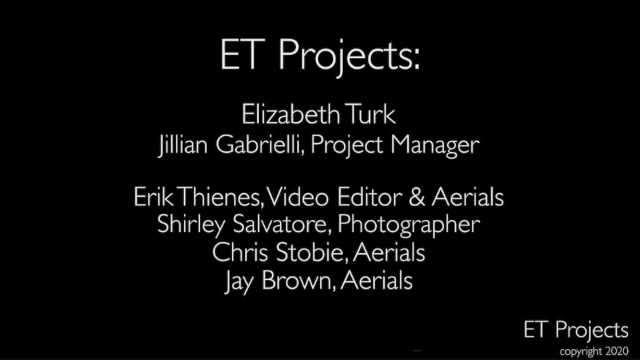 ET Projects:
Elizabeth Turk
Jillian Gabrielli, Project Manager
Erik Thienes, Video Editor & Aerials
Shirley Salvatore, Photographer
Chris Stobie, Aerials
Jay Brown, Aerials
ET Projects
copyright 2020